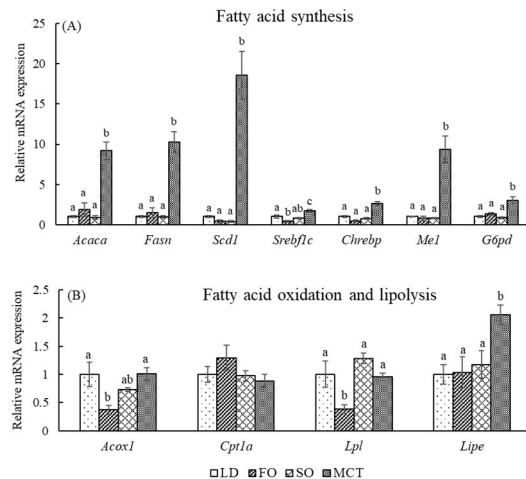 (A)
Fatty acid synthesis
Relative mRNA expression
25
20
15
10
5
0
a a a b
a a a b
a a a b
a b ab c
a a a b
a a a b
a a a b
Acaca Fasn Scd1 Srebf1c Chrebp Me1 G6pd
(B)
Fatty acid oxidation and lipolysis
Relative mRNA expression
2.5
2
1.5
1
0.5
0
a b ab a
a b a a
a a a b
Acox1 Cpt1a Lpl Lipe
LD FO SO MCT